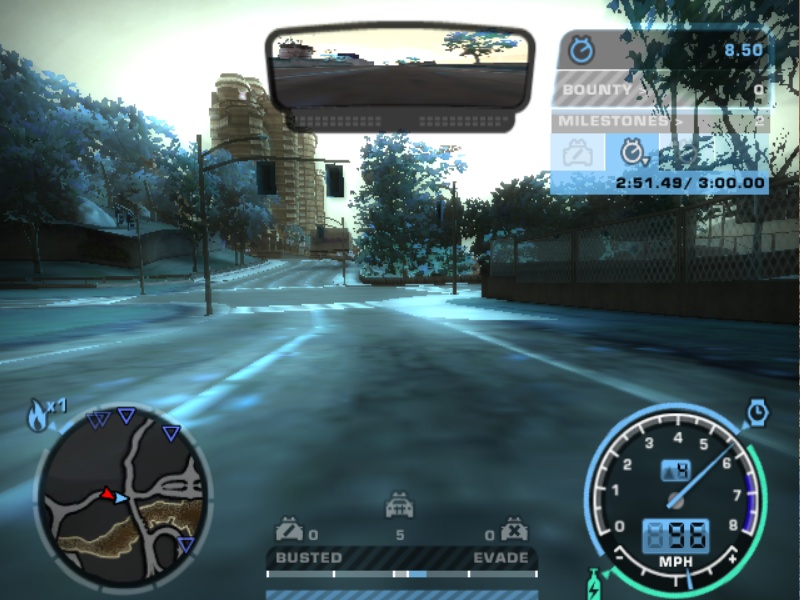 8.50
BOUNTY > 0
MILESTONES > 2
2:51.49/ 3:00.00
x1
0 1 2 3 4 5 6 7 8
4
96
MPH
0 5 0
BUSTED EVADE